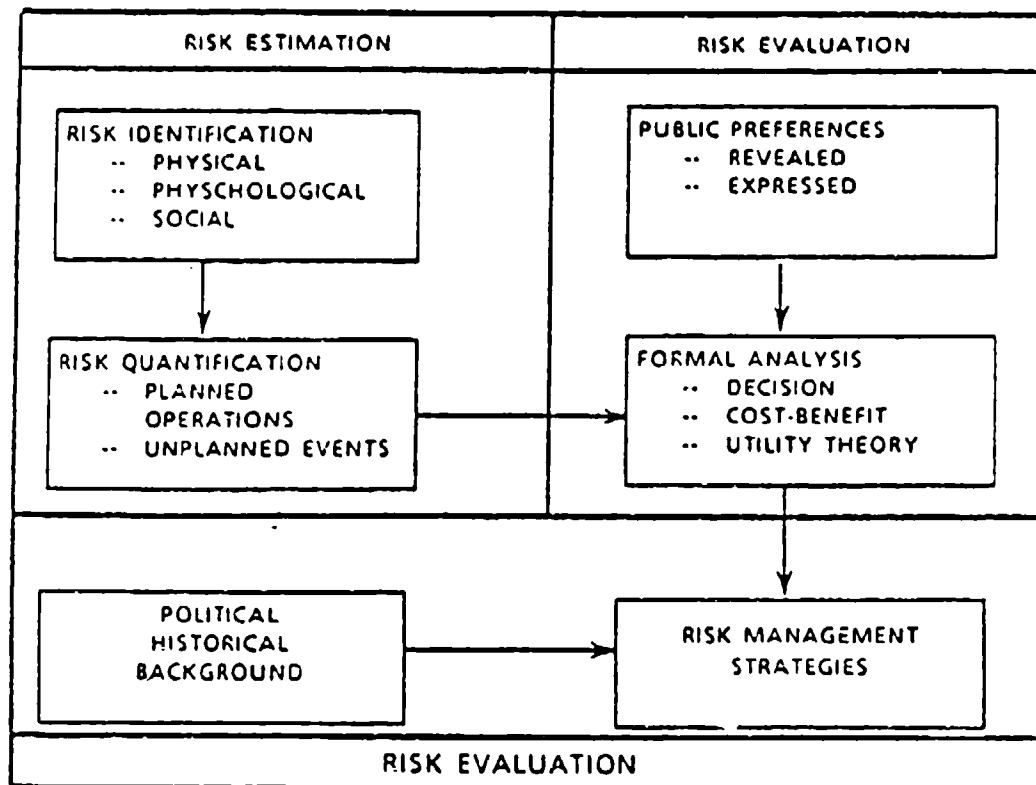 RISK ESTIMATION
RISK EVALUATION
RISK IDENTIFICATION
-- PHYSICAL
-- PHYSCHOLOGICAL
-- SOCIAL
PUBLIC PREFERENCES
-- REVEALED
-- EXPRESSED
RISK QUANTIFICATION
-- PLANNED
OPERATIONS
-- UNPLANNED EVENTS
FORMAL ANALYSIS
-- DECISION
-- COST-BENEFIT
-- UTILITY THEORY
POLITICAL
HISTORICAL
BACKGROUND
RISK MANAGEMENT
STRATEGIES
RISK EVALUATION